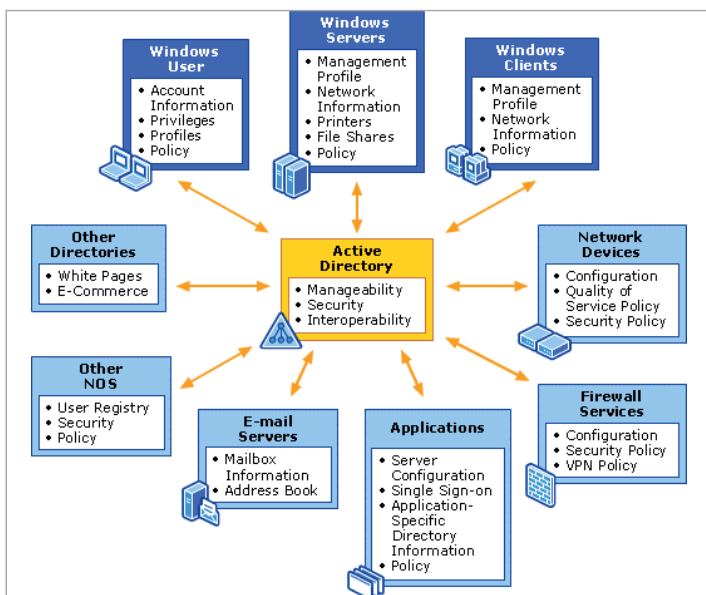 Windows
User
• Account
Information
• Privileges
• Profiles
• Policy
Windows
Servers
• Management
Profile
• Network
Information
• Printers
• File Shares
• Policy
Windows
Clients
• Management
Profile
• Network
Information
• Policy
Other
Directories
• White Pages
• E-Commerce
Active
Directory
• Manageability
• Security
• Interoperability
Network
Devices
• Configuration
• Quality of
Service Policy
• Security Policy
Other
NOS
• User Registry
• Security
• Policy
E-mail
Servers
• Mailbox
Information
• Address Book
Applications
• Server
Configuration
• Single Sign-on
• Application-
Specific
Directory
Information
• Policy
Firewall
Services
• Configuration
• Security Policy
• VPN Policy